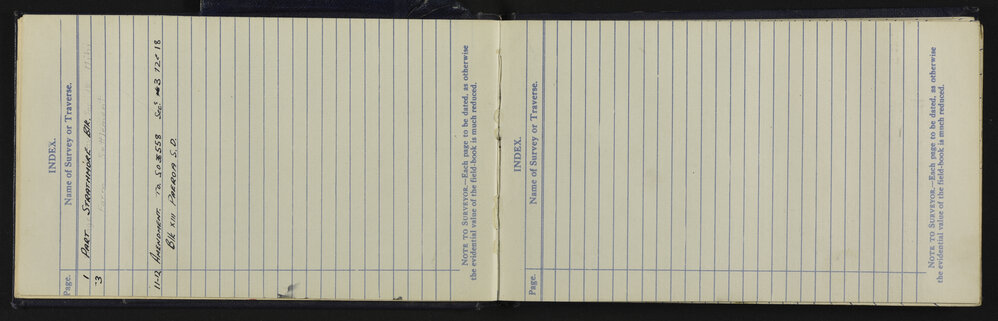 INDEX.
Page. Name of Survey or Traverse.
1 PART STRATHMORE BLK.
-3
11-12 AMENDMENT TO S.O. 38558 Secs 3 12 & 18
Blk XIII PAEROA S.D.
NOTE TO SURVEYOR.—Each page to be dated, as otherwise
the evidential value of the field-book is much reduced.
INDEX.
Page. Name of Survey or Traverse.
NOTE TO SURVEYOR.—Each page to be dated, as otherwise
the evidential value of the field-book is much reduced.